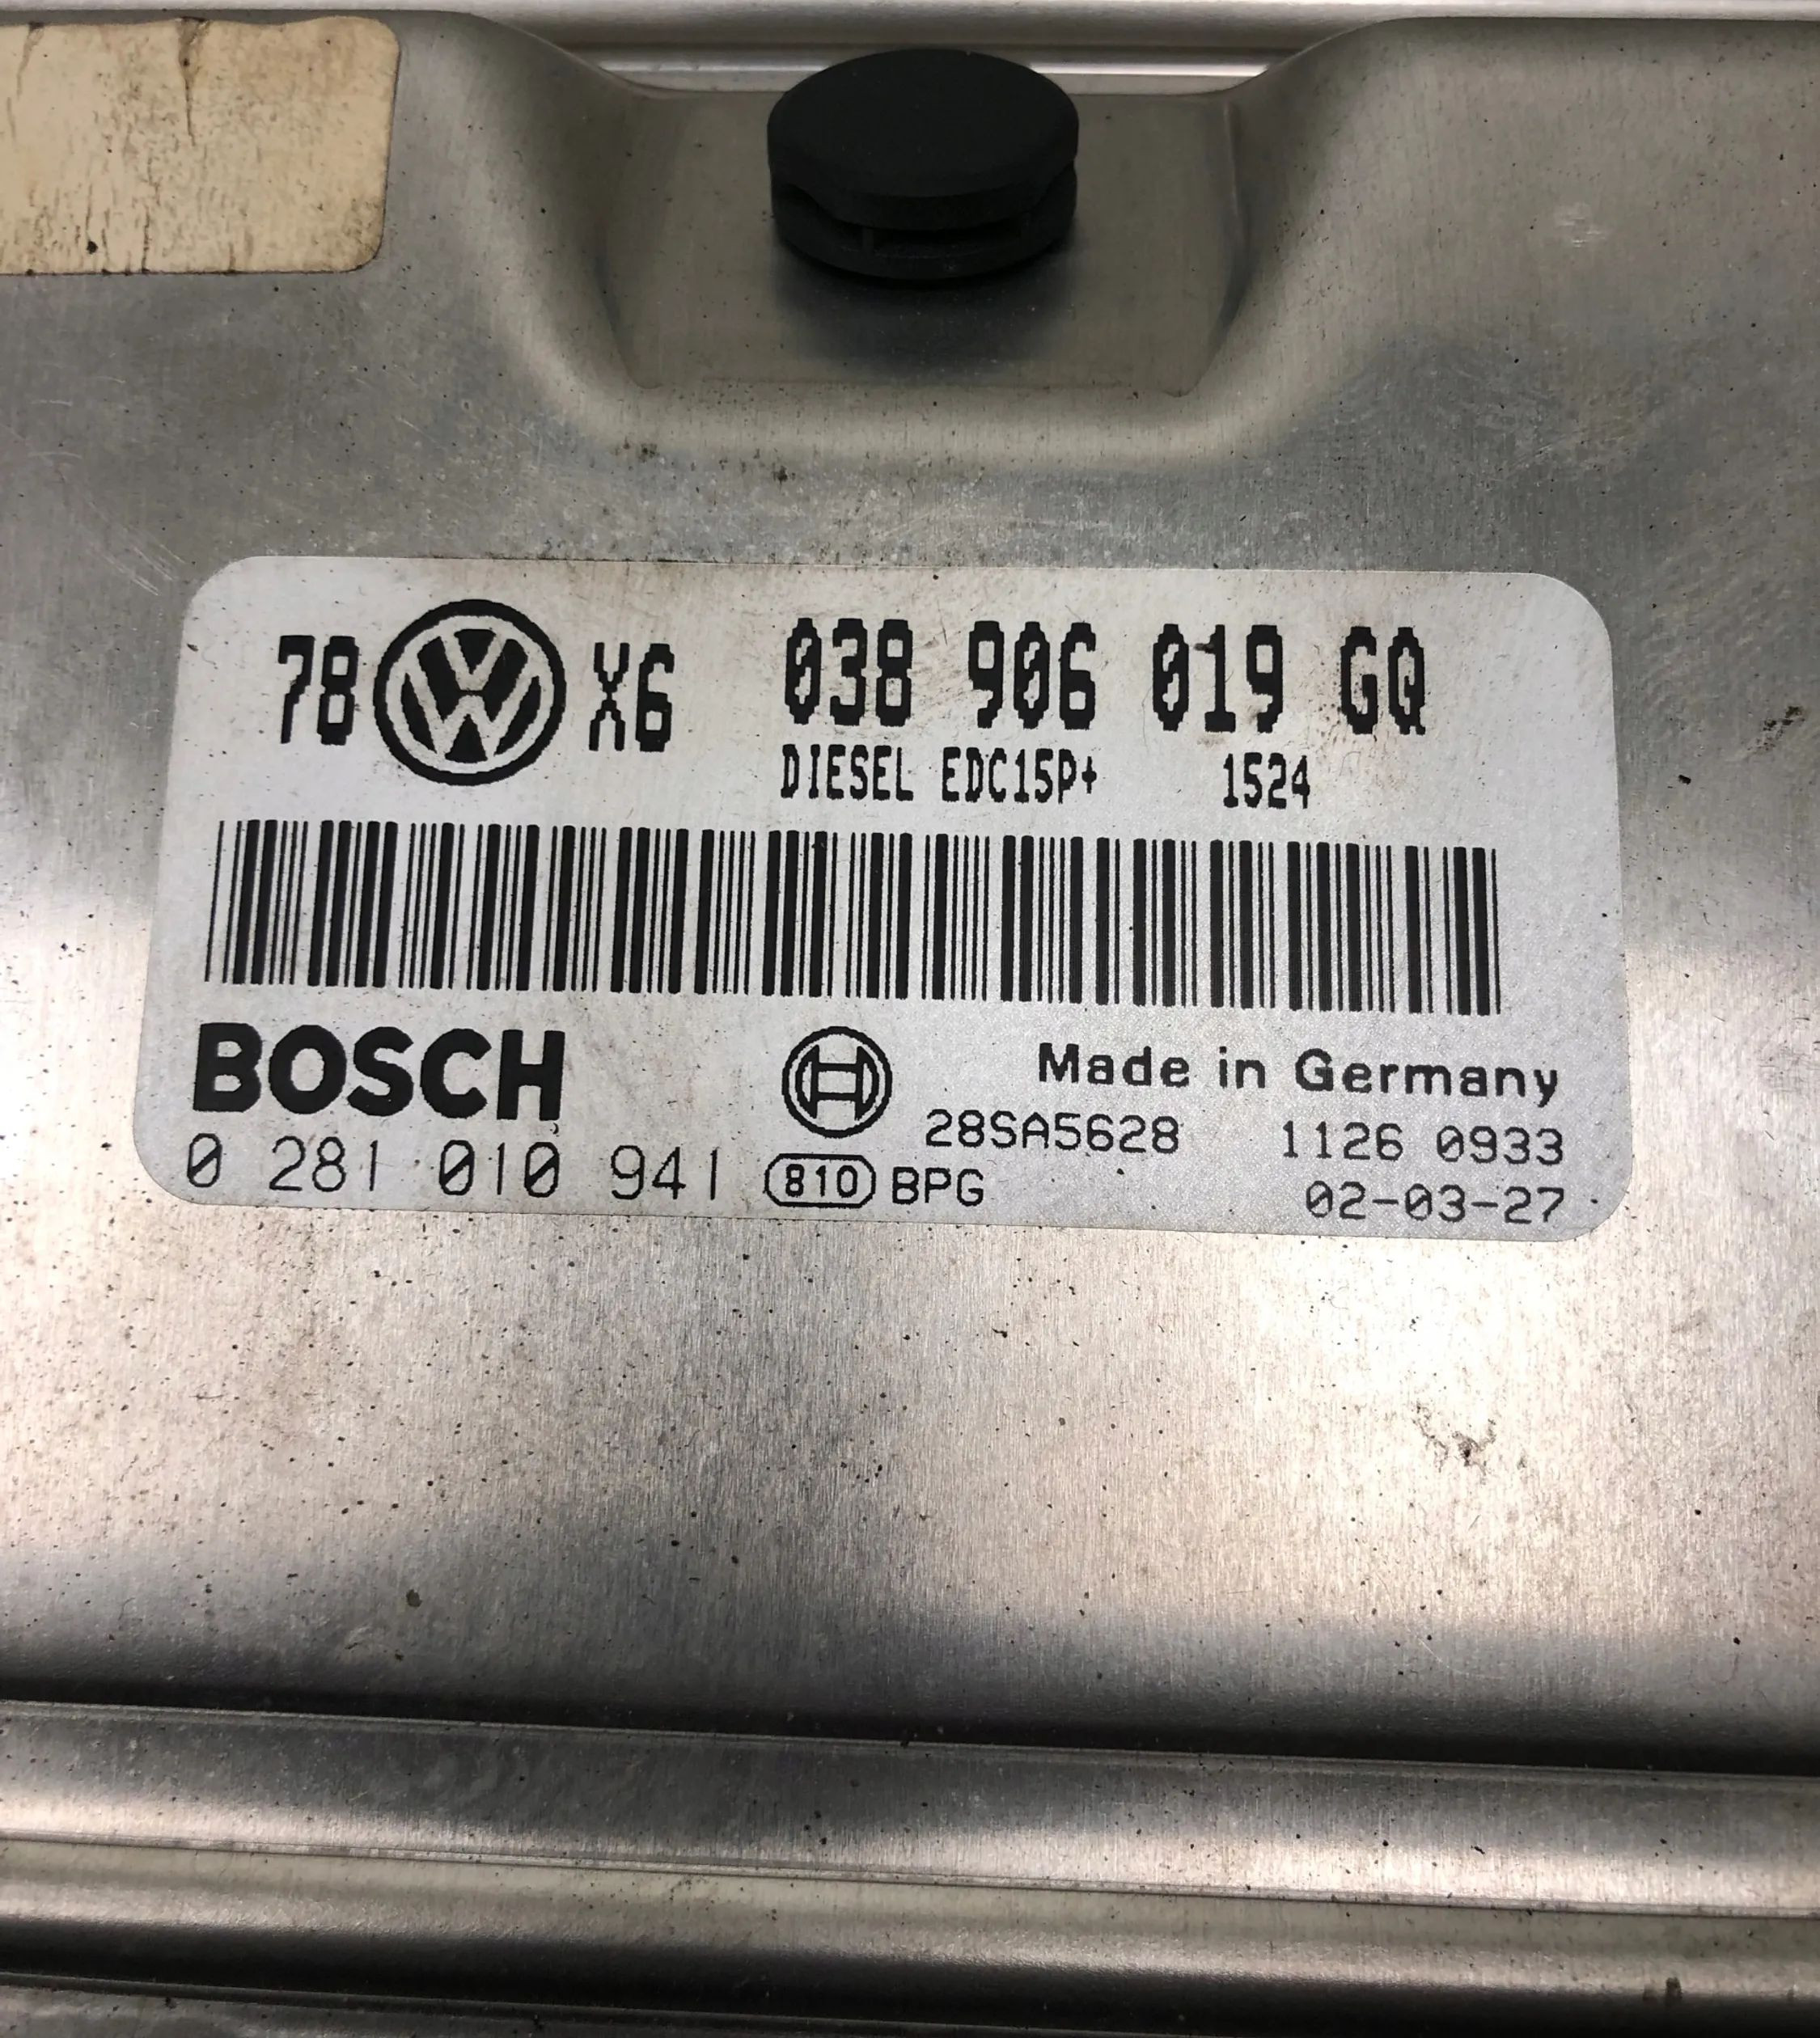 78 VW X6 038 906 019 GQ
DIESEL EDC15P+ 1524
BOSCH Made in Germany
28SA5628 1126 0933
0 281 010 941 810 BPG 02-03-27